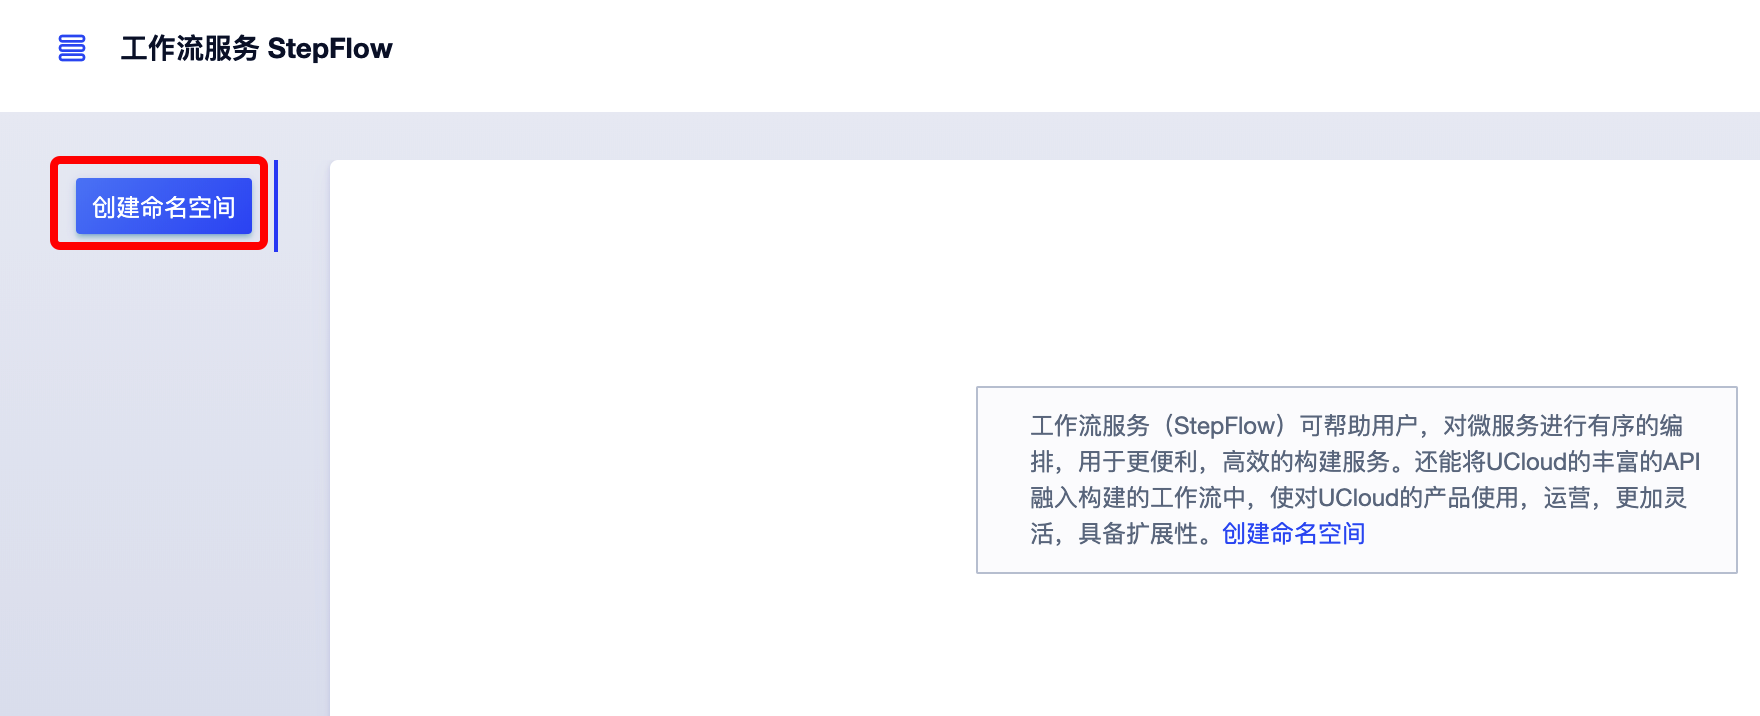 工作流服务 StepFlow
创建命名空间
工作流服务（StepFlow）可帮助用户，对微服务进行有序的编
排，用于更便利，高效的构建服务。还能将UCloud的丰富的API
融入构建的工作流中，使对UCloud的产品使用，运营，更加灵
活，具备扩展性。创建命名空间